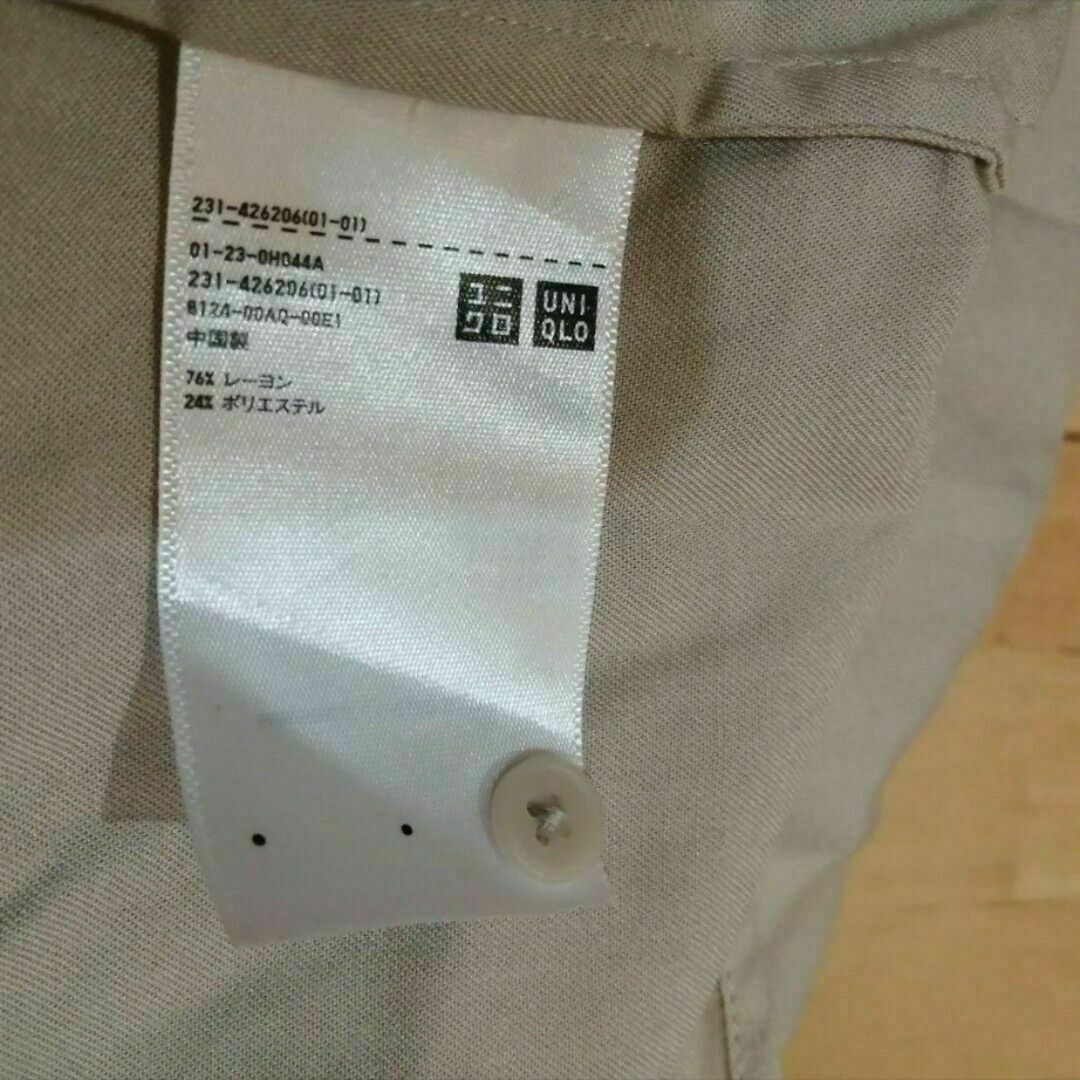 231-426206(01-01)
01-23-0H044A
231-426206(01-01)
812A-00AQ-00E1
中国製
76% レーヨン
24% ポリエステル
ユニ
クロ
UNI
QLO